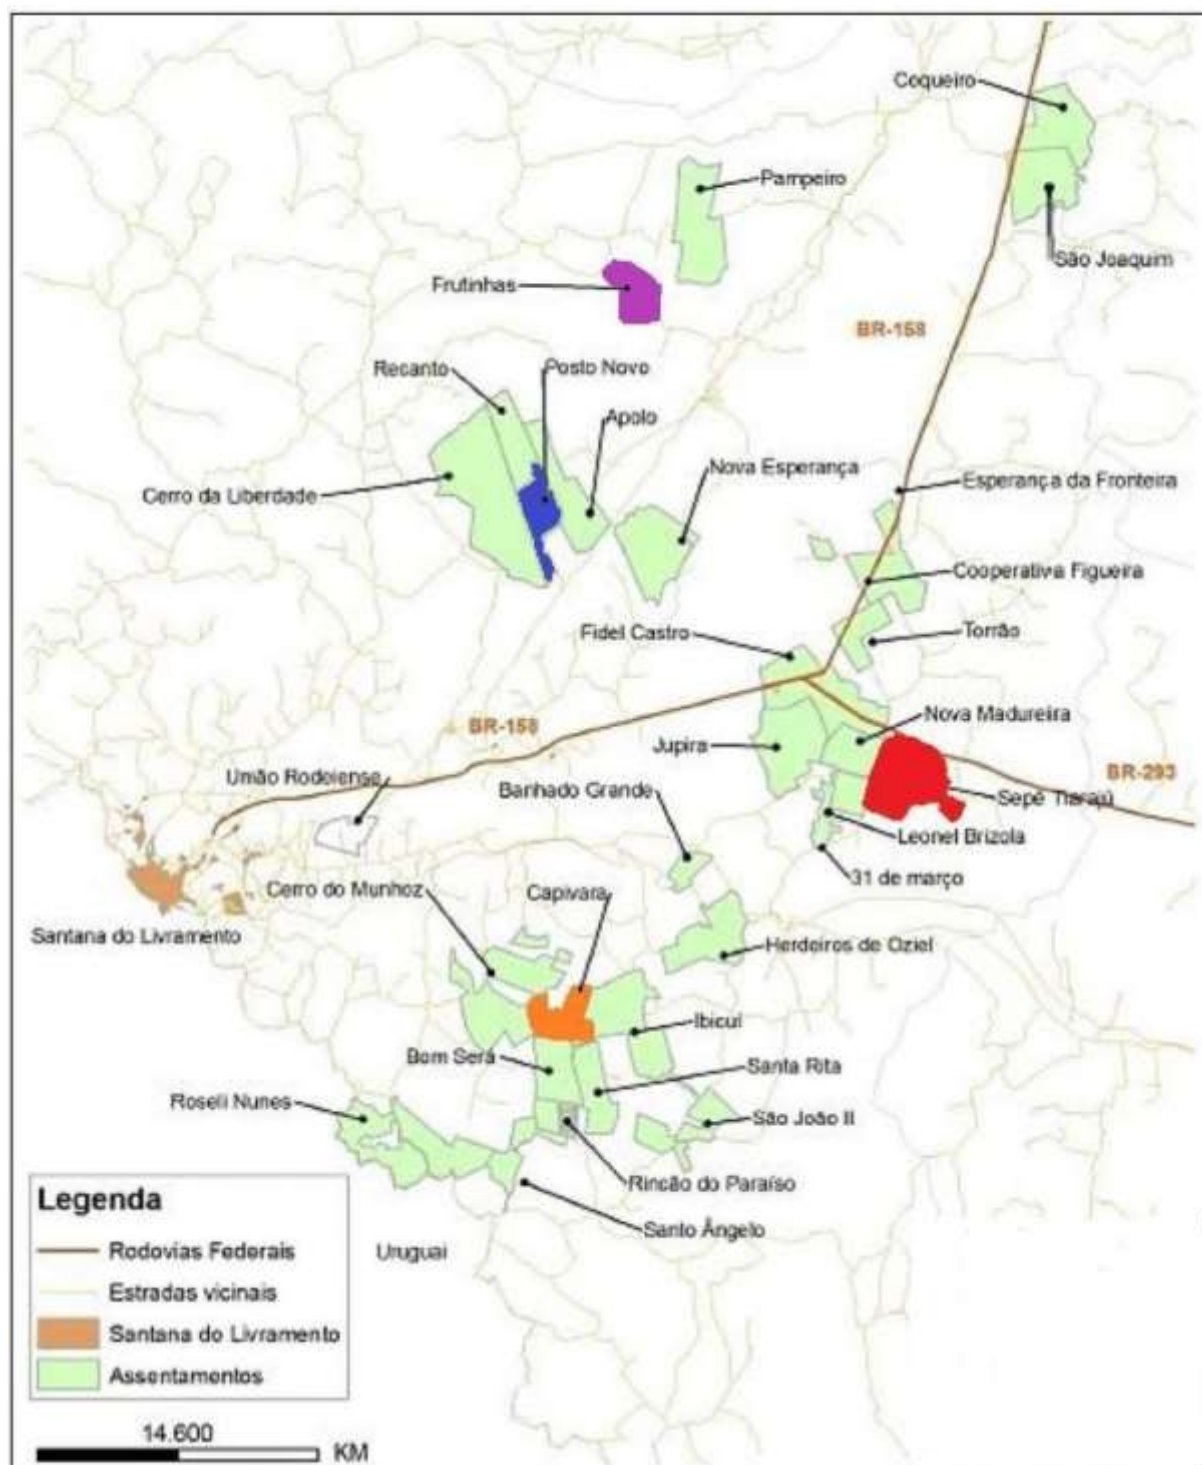 Coqueiro
Pampeiro
São Joaquim
Frutinhas
BR-158
Recanto
Posto Novo
Apolo
Nova Esperança
Cerro da Liberdade
Esperança da Fronteira
Cooperativa Figueira
Fidel Castro
Torrão
Nova Madureira
BR-158
Jupira
BR-293
União Rodeiense
Banhado Grande
Sepé Tiarajú
Leonel Brizola
31 de março
Cerro do Munhoz
Capivara
Santana do Livramento
Herdeiros de Oziel
Ibicuí
Bom Será
Santa Rita
Roseli Nunes
São João II
Rincão do Paraíso
Santo Ângelo
Uruguai
Legenda
Rodovias Federais
Estradas vicinais
Santana do Livramento
Assentamentos
14.600
KM